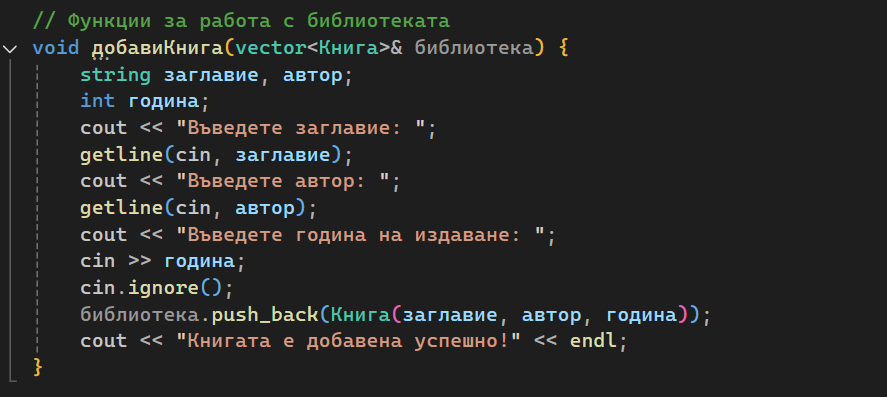 // Функции за работа с библиотеката
void добавиКнига(vector<Книга>& библиотека) {
string заглавие, автор;
int година;
cout << "Въведете заглавие: ";
getline(cin, заглавие);
cout << "Въведете автор: ";
getline(cin, автор);
cout << "Въведете година на издаване: ";
cin >> година;
cin.ignore();
библиотека.push_back(Книга(заглавие, автор, година));
cout << "Книгата е добавена успешно!" << endl;
}